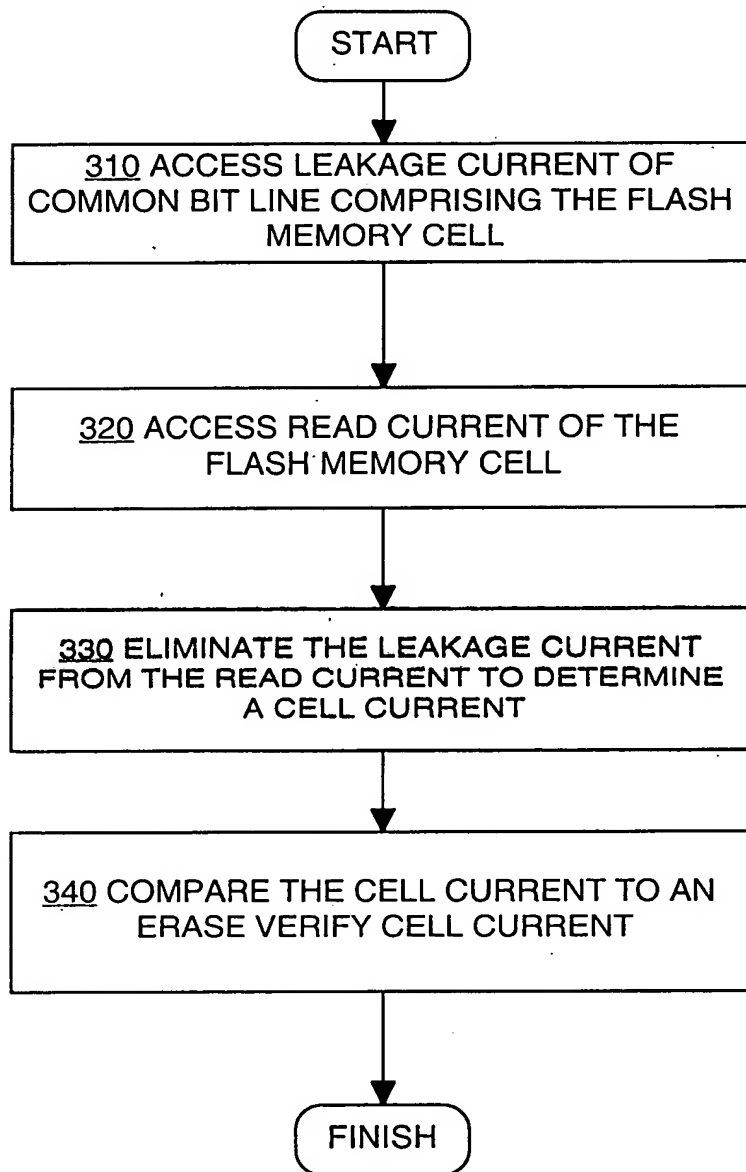 START
310 ACCESS LEAKAGE CURRENT OF
COMMON BIT LINE COMPRISING THE FLASH
MEMORY CELL
320 ACCESS READ CURRENT OF THE
FLASH MEMORY CELL
330 ELIMINATE THE LEAKAGE CURRENT
FROM THE READ CURRENT TO DETERMINE
A CELL CURRENT
340 COMPARE THE CELL CURRENT TO AN
ERASE VERIFY CELL CURRENT
FINISH